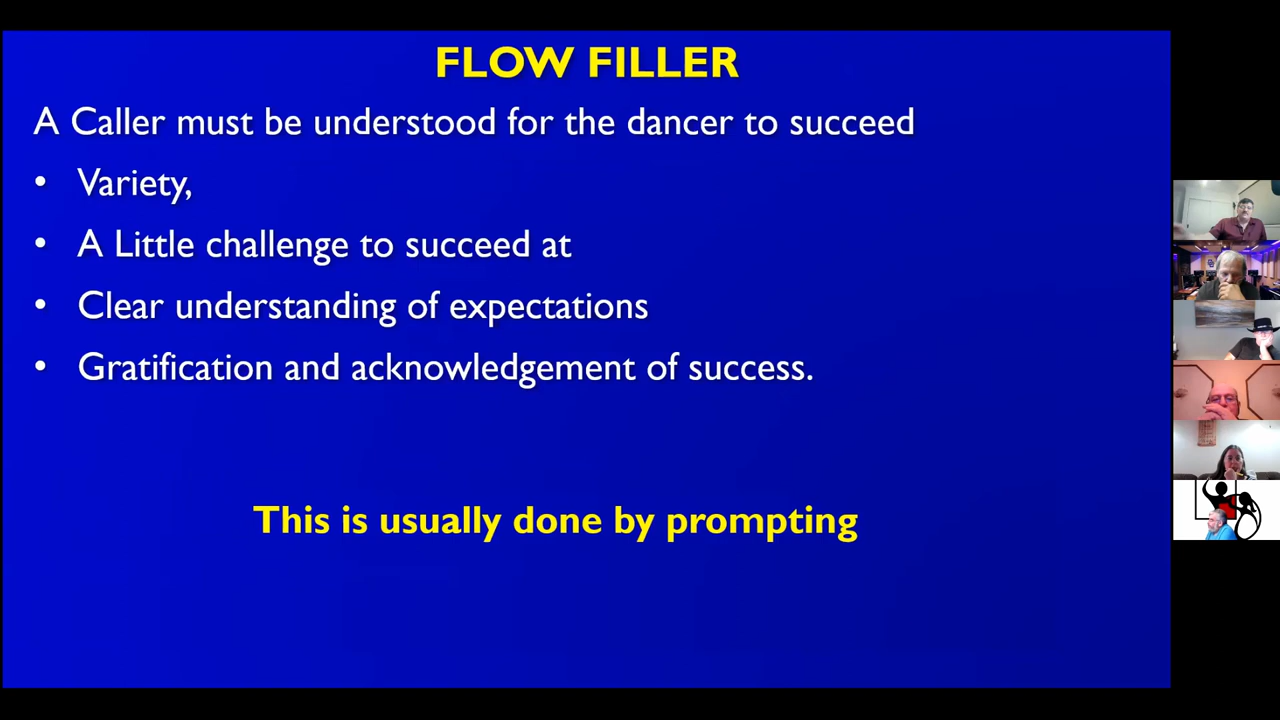 FLOW FILLER
A Caller must be understood for the dancer to succeed
• Variety,
• A Little challenge to succeed at
• Clear understanding of expectations
• Gratification and acknowledgement of success.
This is usually done by prompting